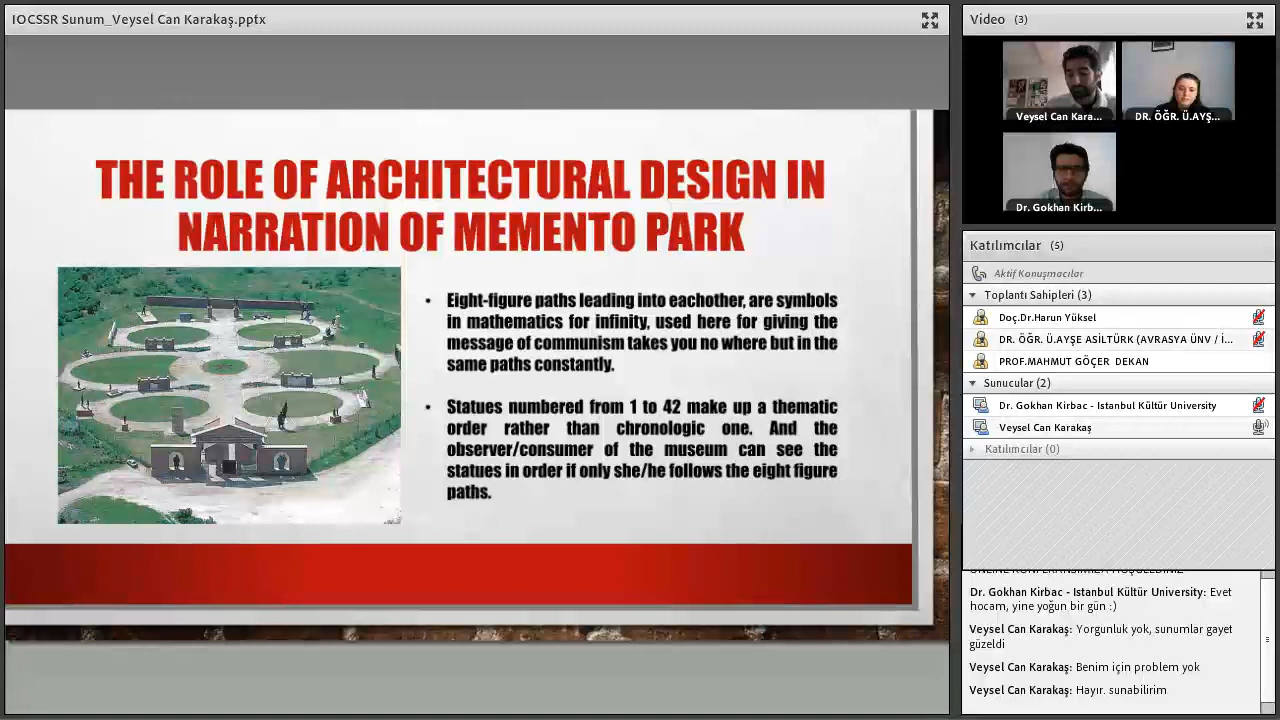 IOCSSR Sunum_Veysel Can Karakaş.pptx
THE ROLE OF ARCHITECTURAL DESIGN IN
NARRATION OF MEMENTO PARK
• Eight-figure paths leading into eachother, are symbols
in mathematics for infinity, used here for giving the
message of communism takes you no where but in the
same paths constantly.
• Statues numbered from 1 to 42 make up a thematic
order rather than chronologic one. And the
observer/consumer of the museum can see the
statues in order if only she/he follows the eight figure
paths.
Video (3)
Veysel Can Kara...
DR. ÖĞR. Ü.AYŞ...
Dr. Gokhan Kirb...
Katılımcılar (5)
Aktif Konuşmacılar
Toplantı Sahipleri (3)
Doç.Dr.Harun Yüksel
DR. ÖĞR. Ü.AYŞE ASİLTÜRK (AVRASYA ÜNV / İ...
PROF.MAHMUT GÖÇER DEKAN
Sunucular (2)
Dr. Gokhan Kirbac - Istanbul Kültür University
Veysel Can Karakaş
Katılımcılar (0)
Dr. Gokhan Kirbac - Istanbul Kültür University: Evet
hocam, yine yoğun bir gün :)
Veysel Can Karakaş: Yorgunluk yok, sunumlar gayet
güzeldi
Veysel Can Karakaş: Benim için problem yok
Veysel Can Karakaş: Hayır. sunabilirim